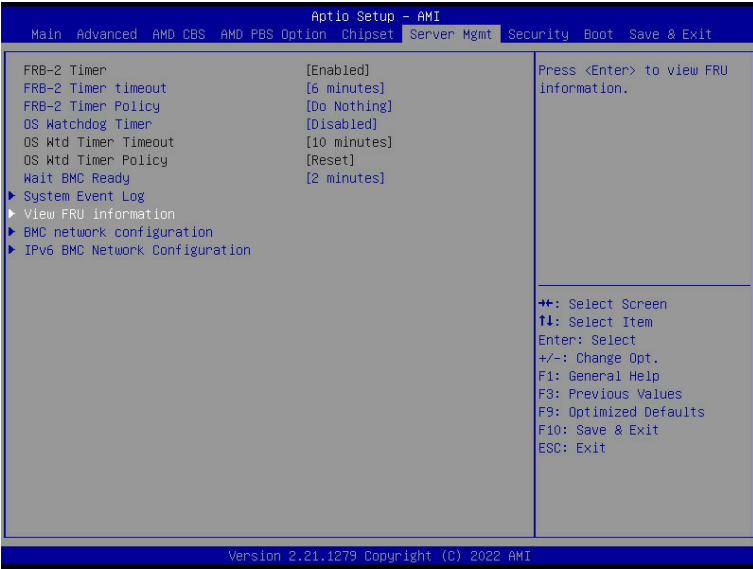 Aptio Setup – AMI
Main Advanced AMD CBS AMD PBS Option Chipset Server Mgmt Security Boot Save & Exit
FRB-2 Timer [Enabled]
FRB-2 Timer timeout [6 minutes]
FRB-2 Timer Policy [Do Nothing]
OS Watchdog Timer [Disabled]
OS Wtd Timer Timeout [10 minutes]
OS Wtd Timer Policy [Reset]
Wait BMC Ready [2 minutes]
▶ System Event Log
▶ View FRU information
▶ BMC network configuration
▶ IPv6 BMC Network Configuration
Press <Enter> to view FRU
information.
→←: Select Screen
↑↓: Select Item
Enter: Select
+/-: Change Opt.
F1: General Help
F3: Previous Values
F9: Optimized Defaults
F10: Save & Exit
ESC: Exit
Version 2.21.1279 Copyright (C) 2022 AMI